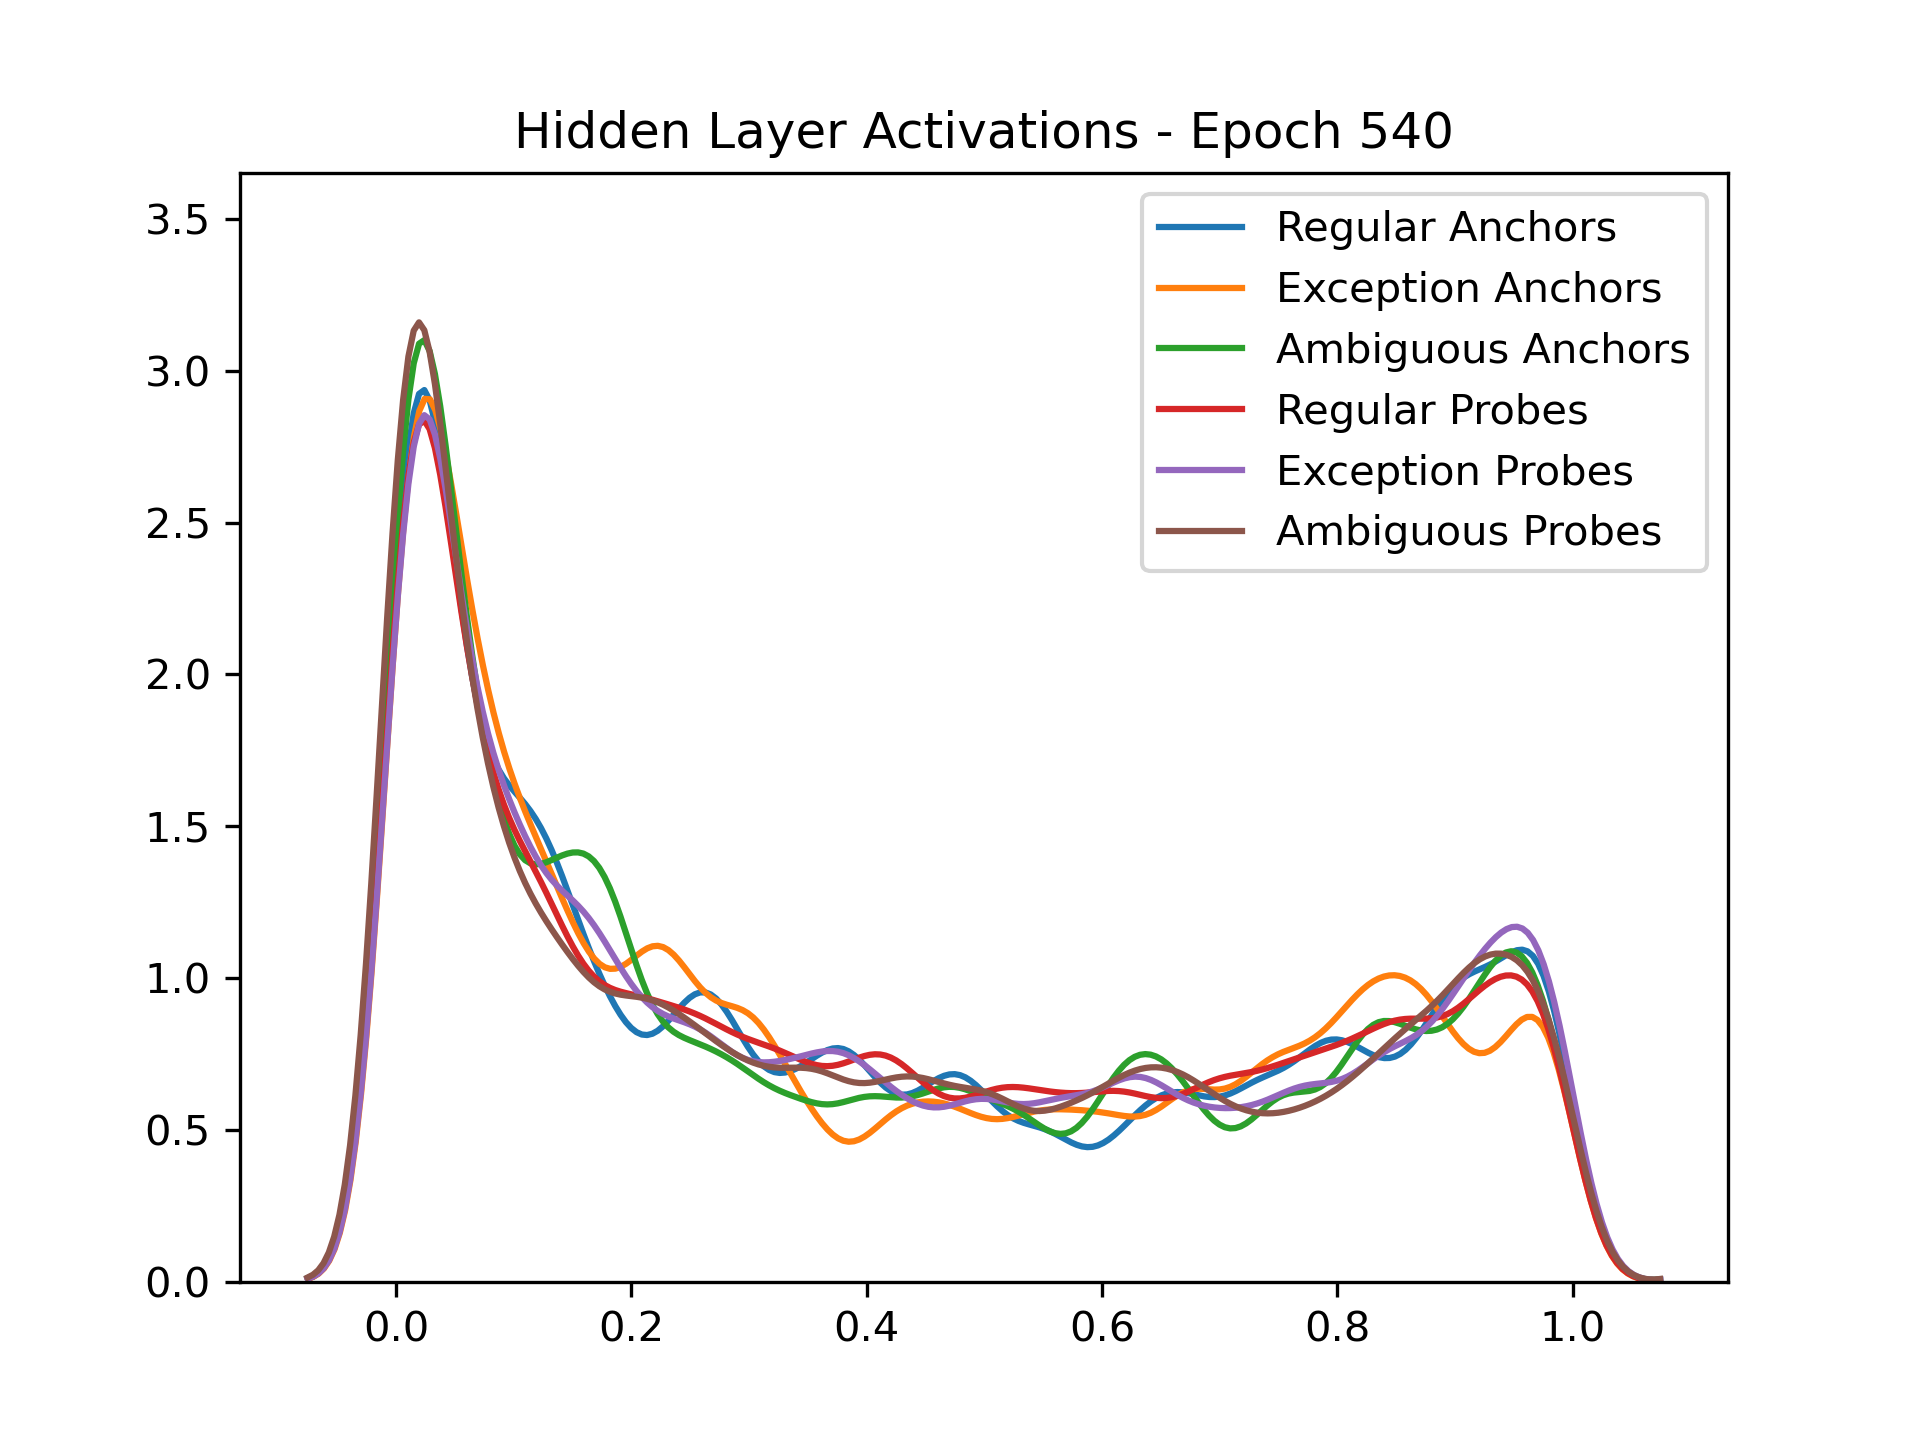 Hidden Layer Activations - Epoch 540
3.5
3.0
2.5
2.0
1.5
1.0
0.5
0.0
Regular Anchors
Exception Anchors
Ambiguous Anchors
Regular Probes
Exception Probes
Ambiguous Probes
0.0 0.2 0.4 0.6 0.8 1.0